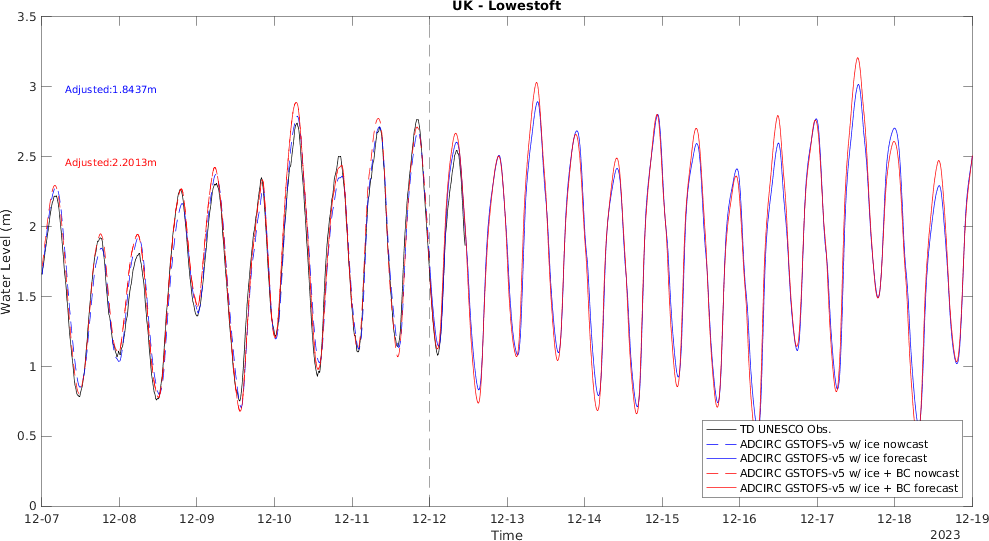 UK - Lowestoft
3.5
3
2.5
2
1.5
1
0.5
0
Water Level (m)
Adjusted:1.8437m
Adjusted:2.2013m
TD UNESCO Obs.
ADCIRC GSTOFS-v5 w/ ice nowcast
ADCIRC GSTOFS-v5 w/ ice forecast
ADCIRC GSTOFS-v5 w/ ice + BC nowcast
ADCIRC GSTOFS-v5 w/ ice + BC forecast
12-07 12-08 12-09 12-10 12-11 12-12 12-13 12-14 12-15 12-16 12-17 12-18 12-19
Time
2023